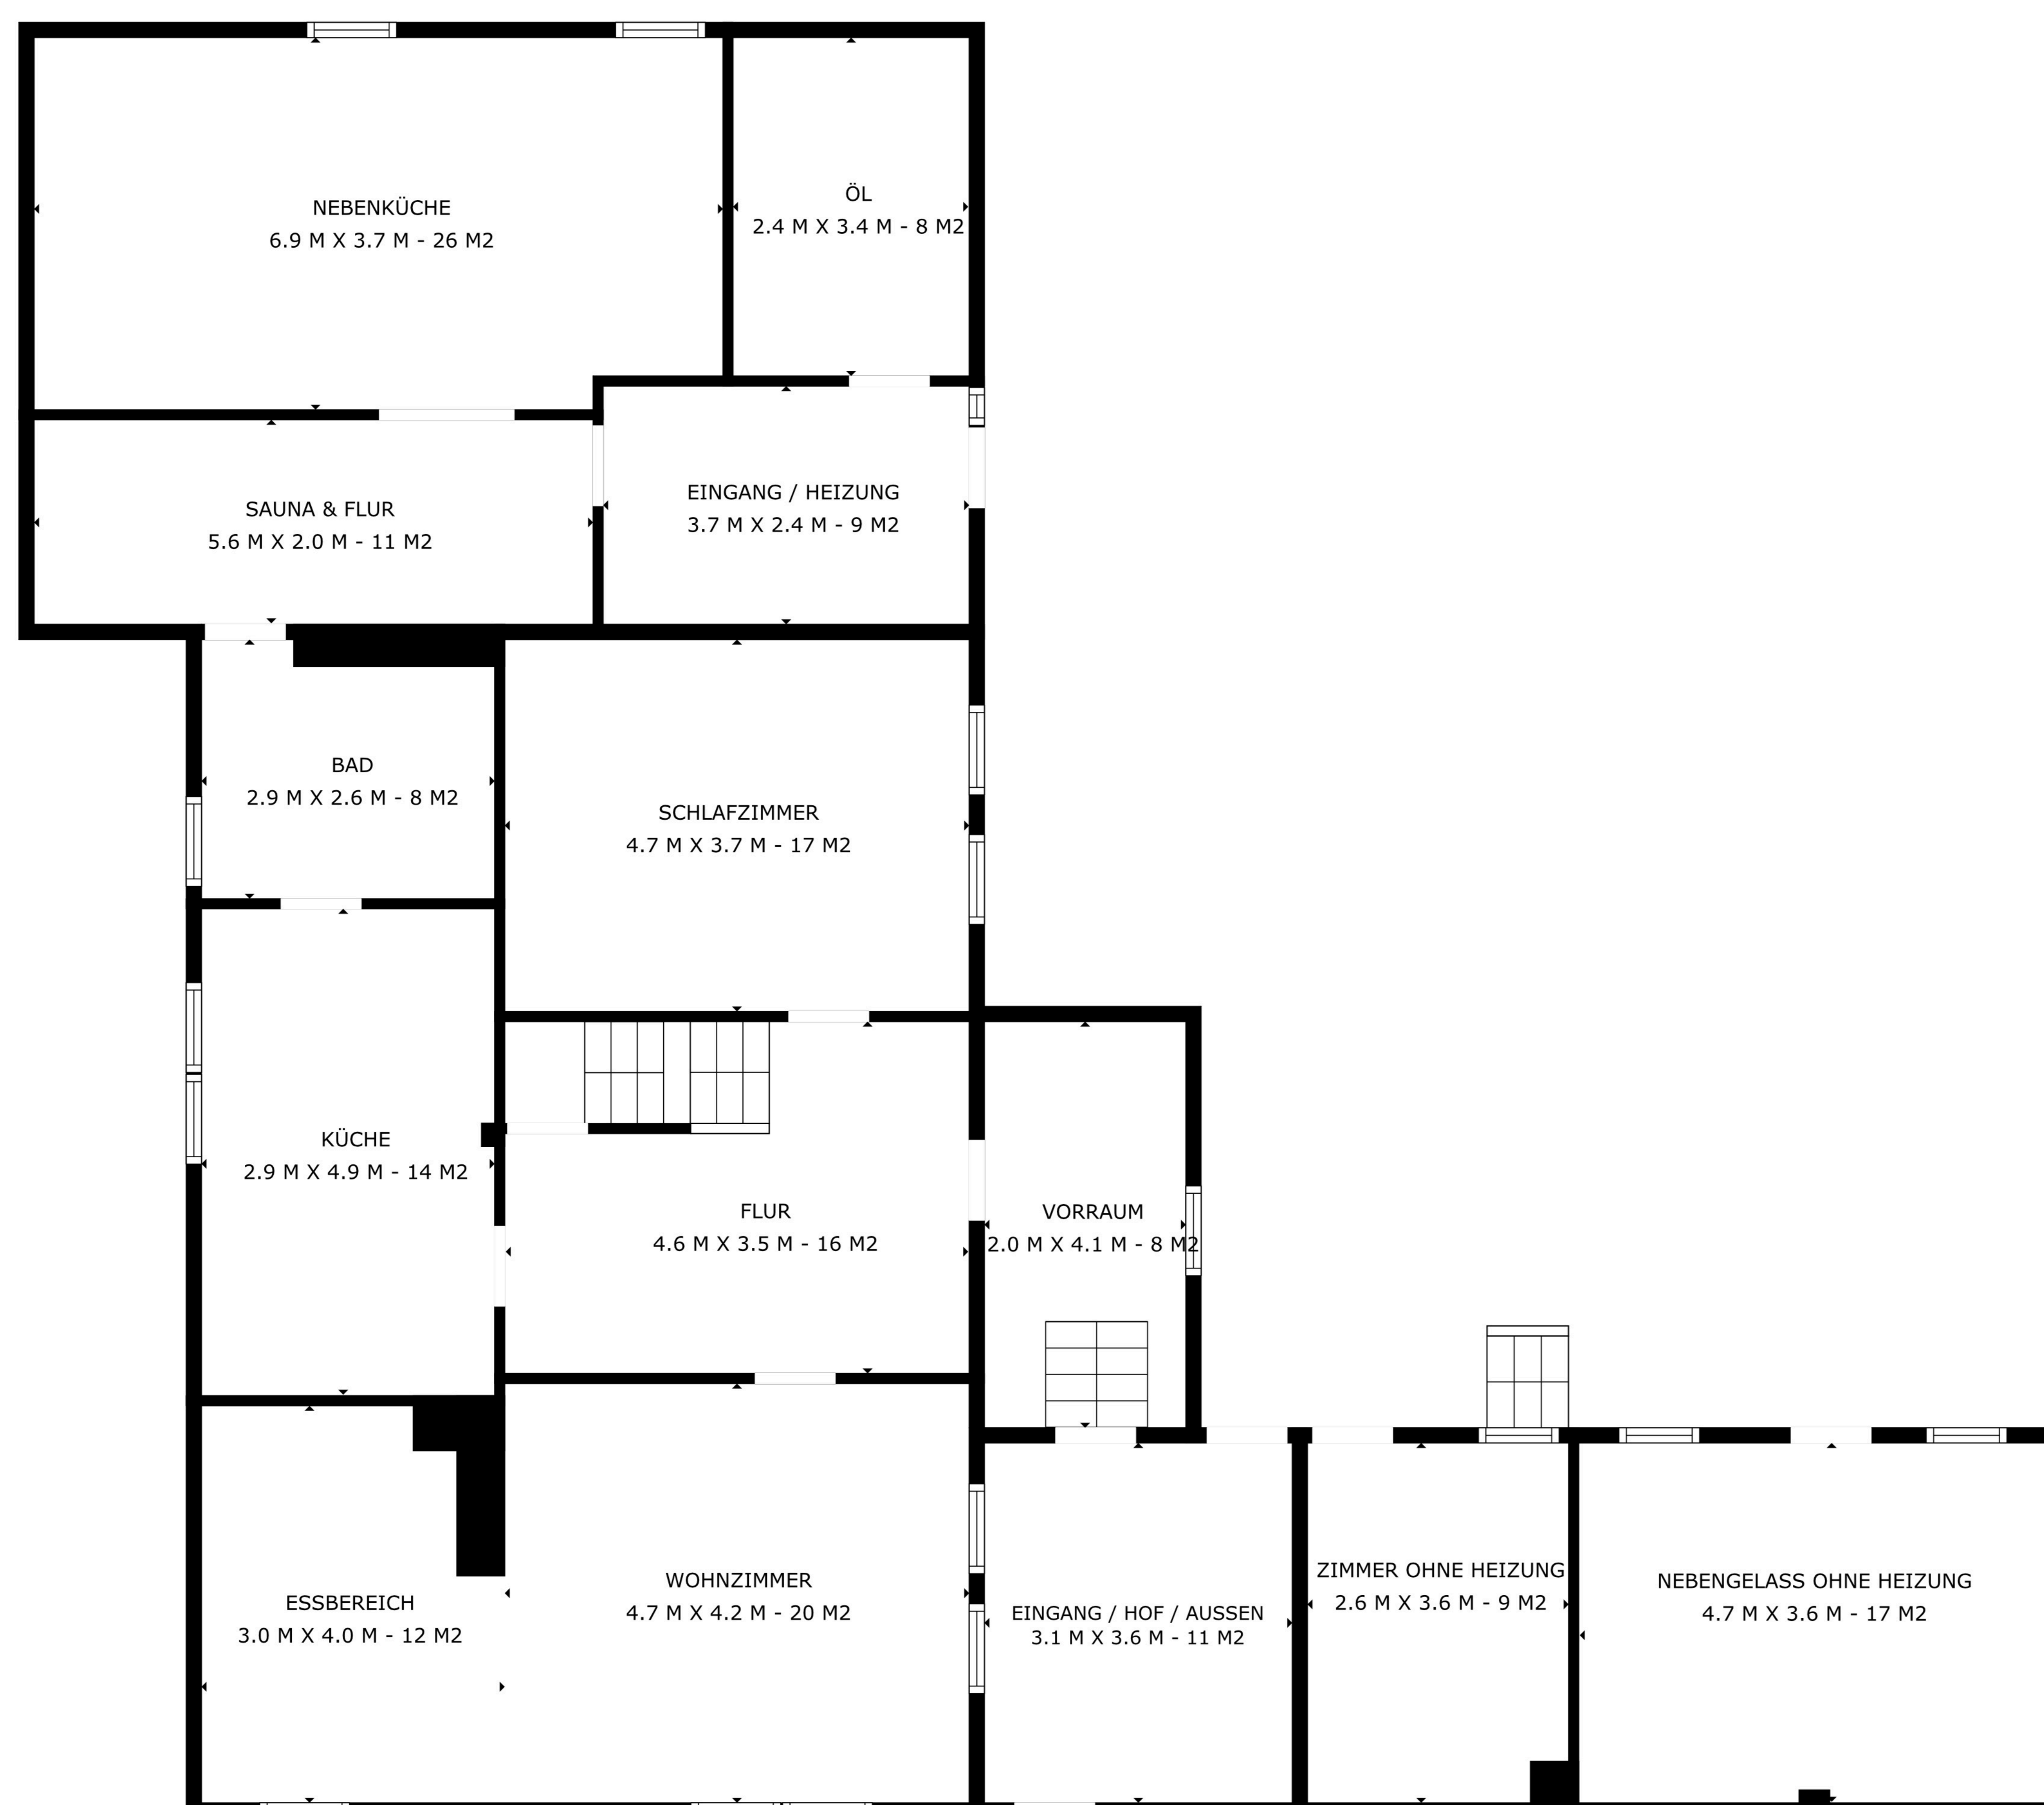 NEBENKÜCHE
6.9 M X 3.7 M - 26 M2
ÖL
2.4 M X 3.4 M - 8 M2
SAUNA & FLUR
5.6 M X 2.0 M - 11 M2
EINGANG / HEIZUNG
3.7 M X 2.4 M - 9 M2
BAD
2.9 M X 2.6 M - 8 M2
SCHLAFZIMMER
4.7 M X 3.7 M - 17 M2
KÜCHE
2.9 M X 4.9 M - 14 M2
FLUR
4.6 M X 3.5 M - 16 M2
VORRAUM
2.0 M X 4.1 M - 8 M2
ESSBEREICH
3.0 M X 4.0 M - 12 M2
WOHNZIMMER
4.7 M X 4.2 M - 20 M2
EINGANG / HOF / AUSSEN
3.1 M X 3.6 M - 11 M2
ZIMMER OHNE HEIZUNG
2.6 M X 3.6 M - 9 M2
NEBENGELASS OHNE HEIZUNG
4.7 M X 3.6 M - 17 M2